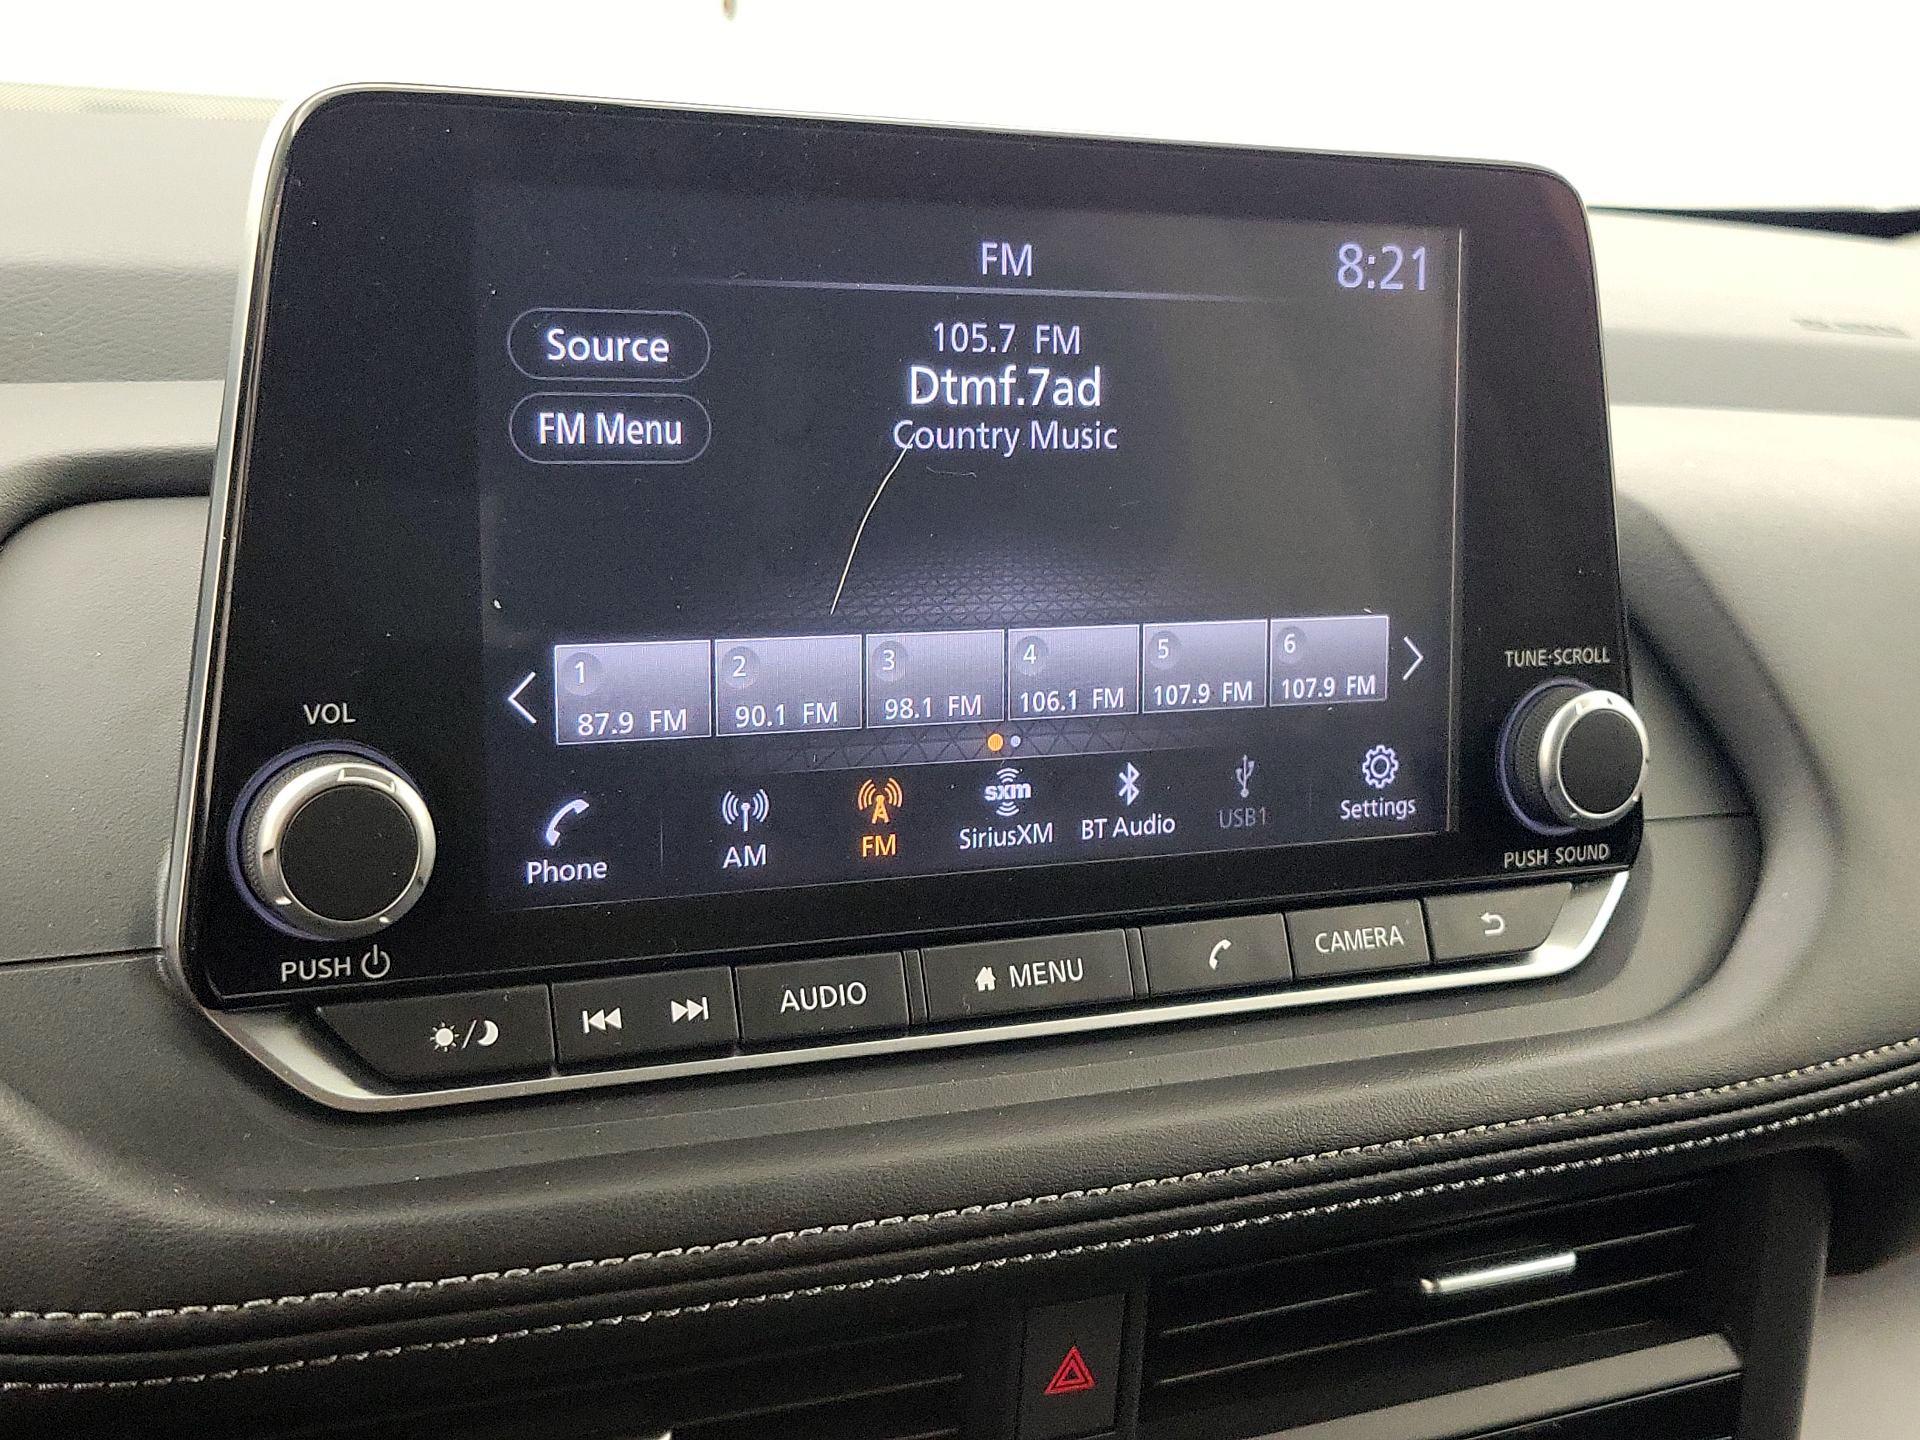 FM
8:21
Source
105.7 FM
Dtmf.7ad
FM Menu
Country Music
1
2
3
4
5
6
87.9 FM
90.1 FM
98.1 FM
106.1 FM
107.9 FM
107.9 FM
TUNE·SCROLL
VOL
sxm
Phone
AM
FM
SiriusXM
BT Audio
USB1
Settings
PUSH SOUND
PUSH
AUDIO
MENU
CAMERA